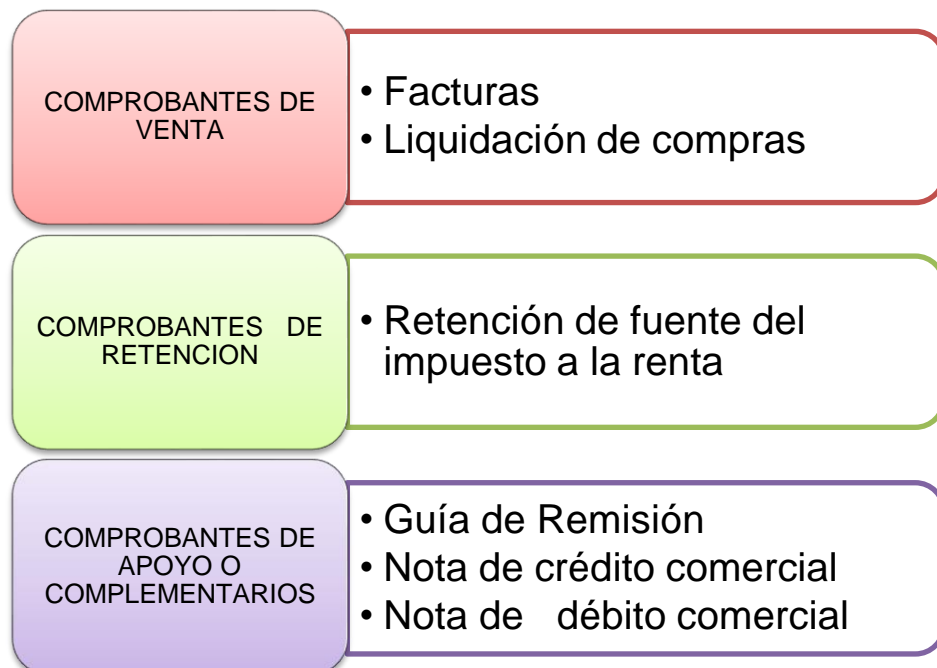 COMPROBANTES DE
VENTA
• Facturas
• Liquidación de compras
COMPROBANTES DE
RETENCION
• Retención de fuente del
impuesto a la renta
COMPROBANTES DE
APOYO O
COMPLEMENTARIOS
• Guía de Remisión
• Nota de crédito comercial
• Nota de débito comercial